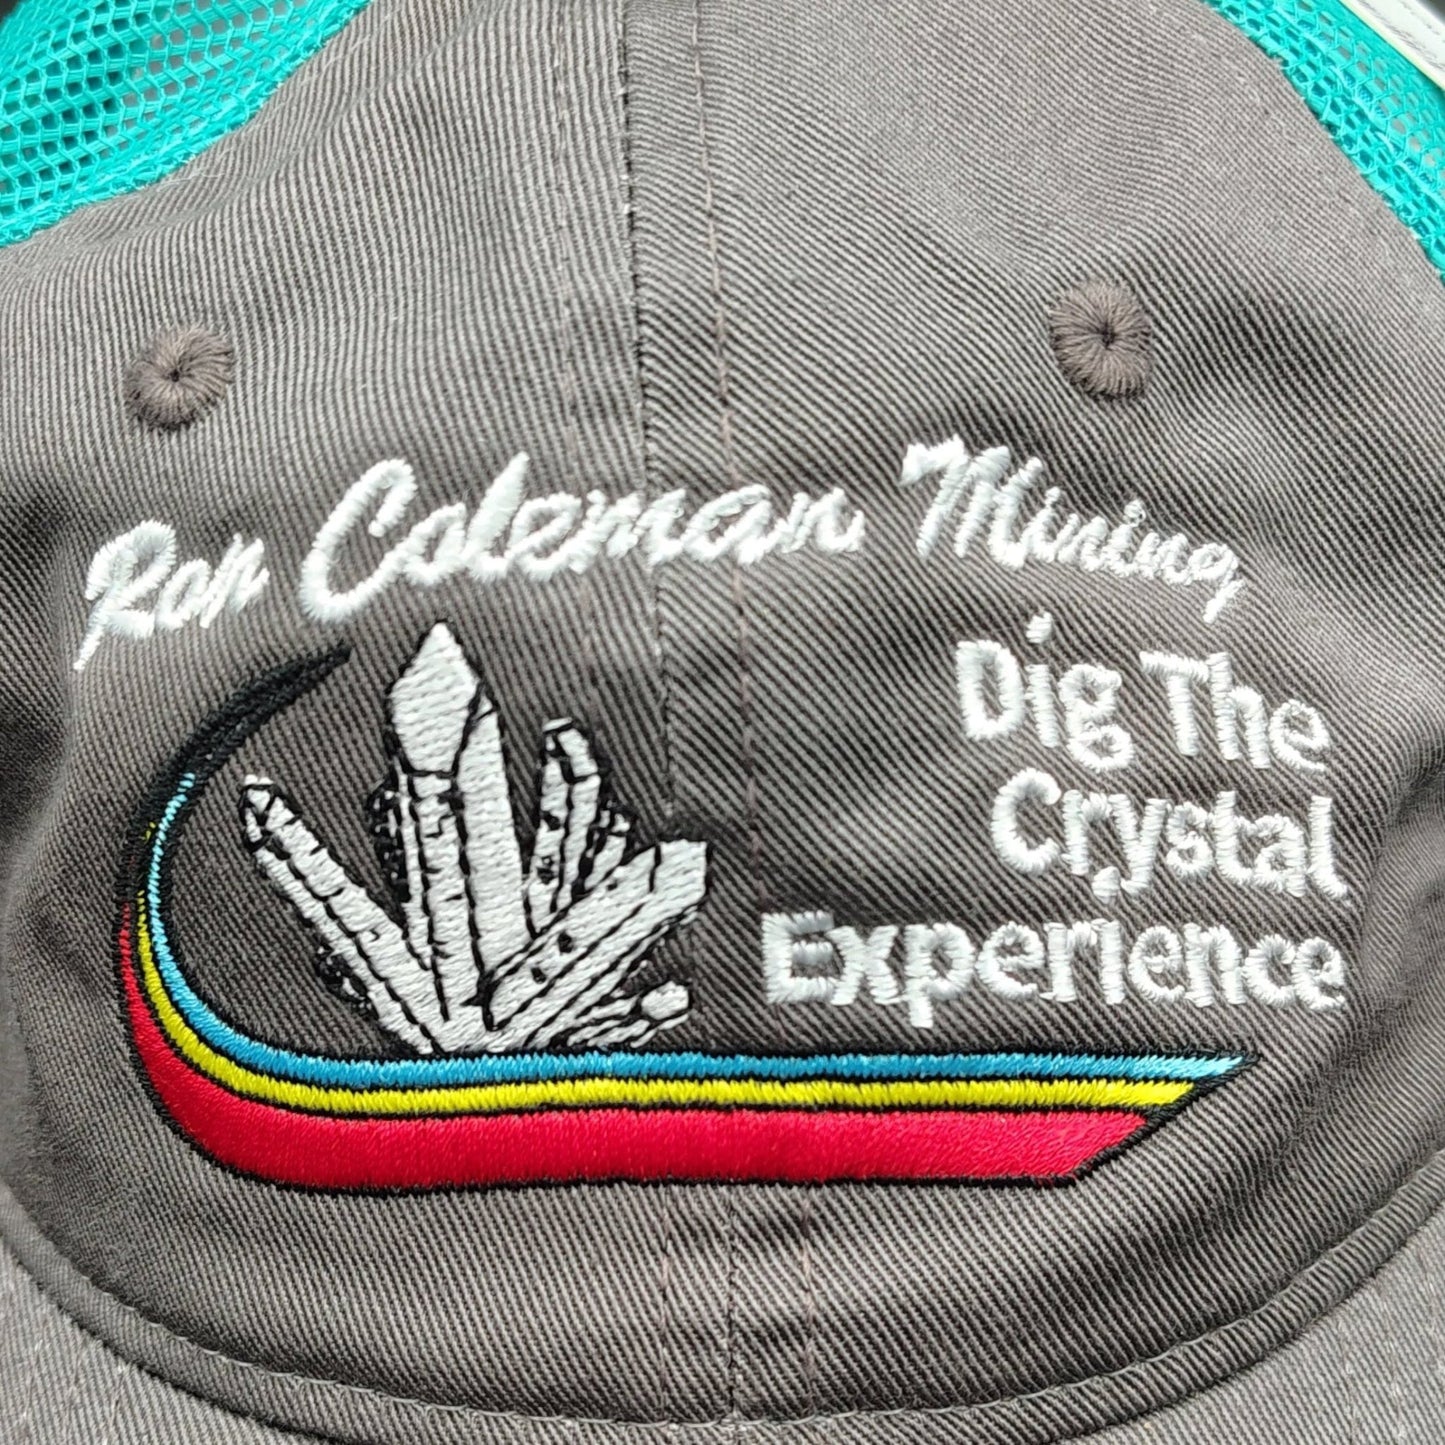 Ron Coleman Mining
Dig The
Crystal
Experience